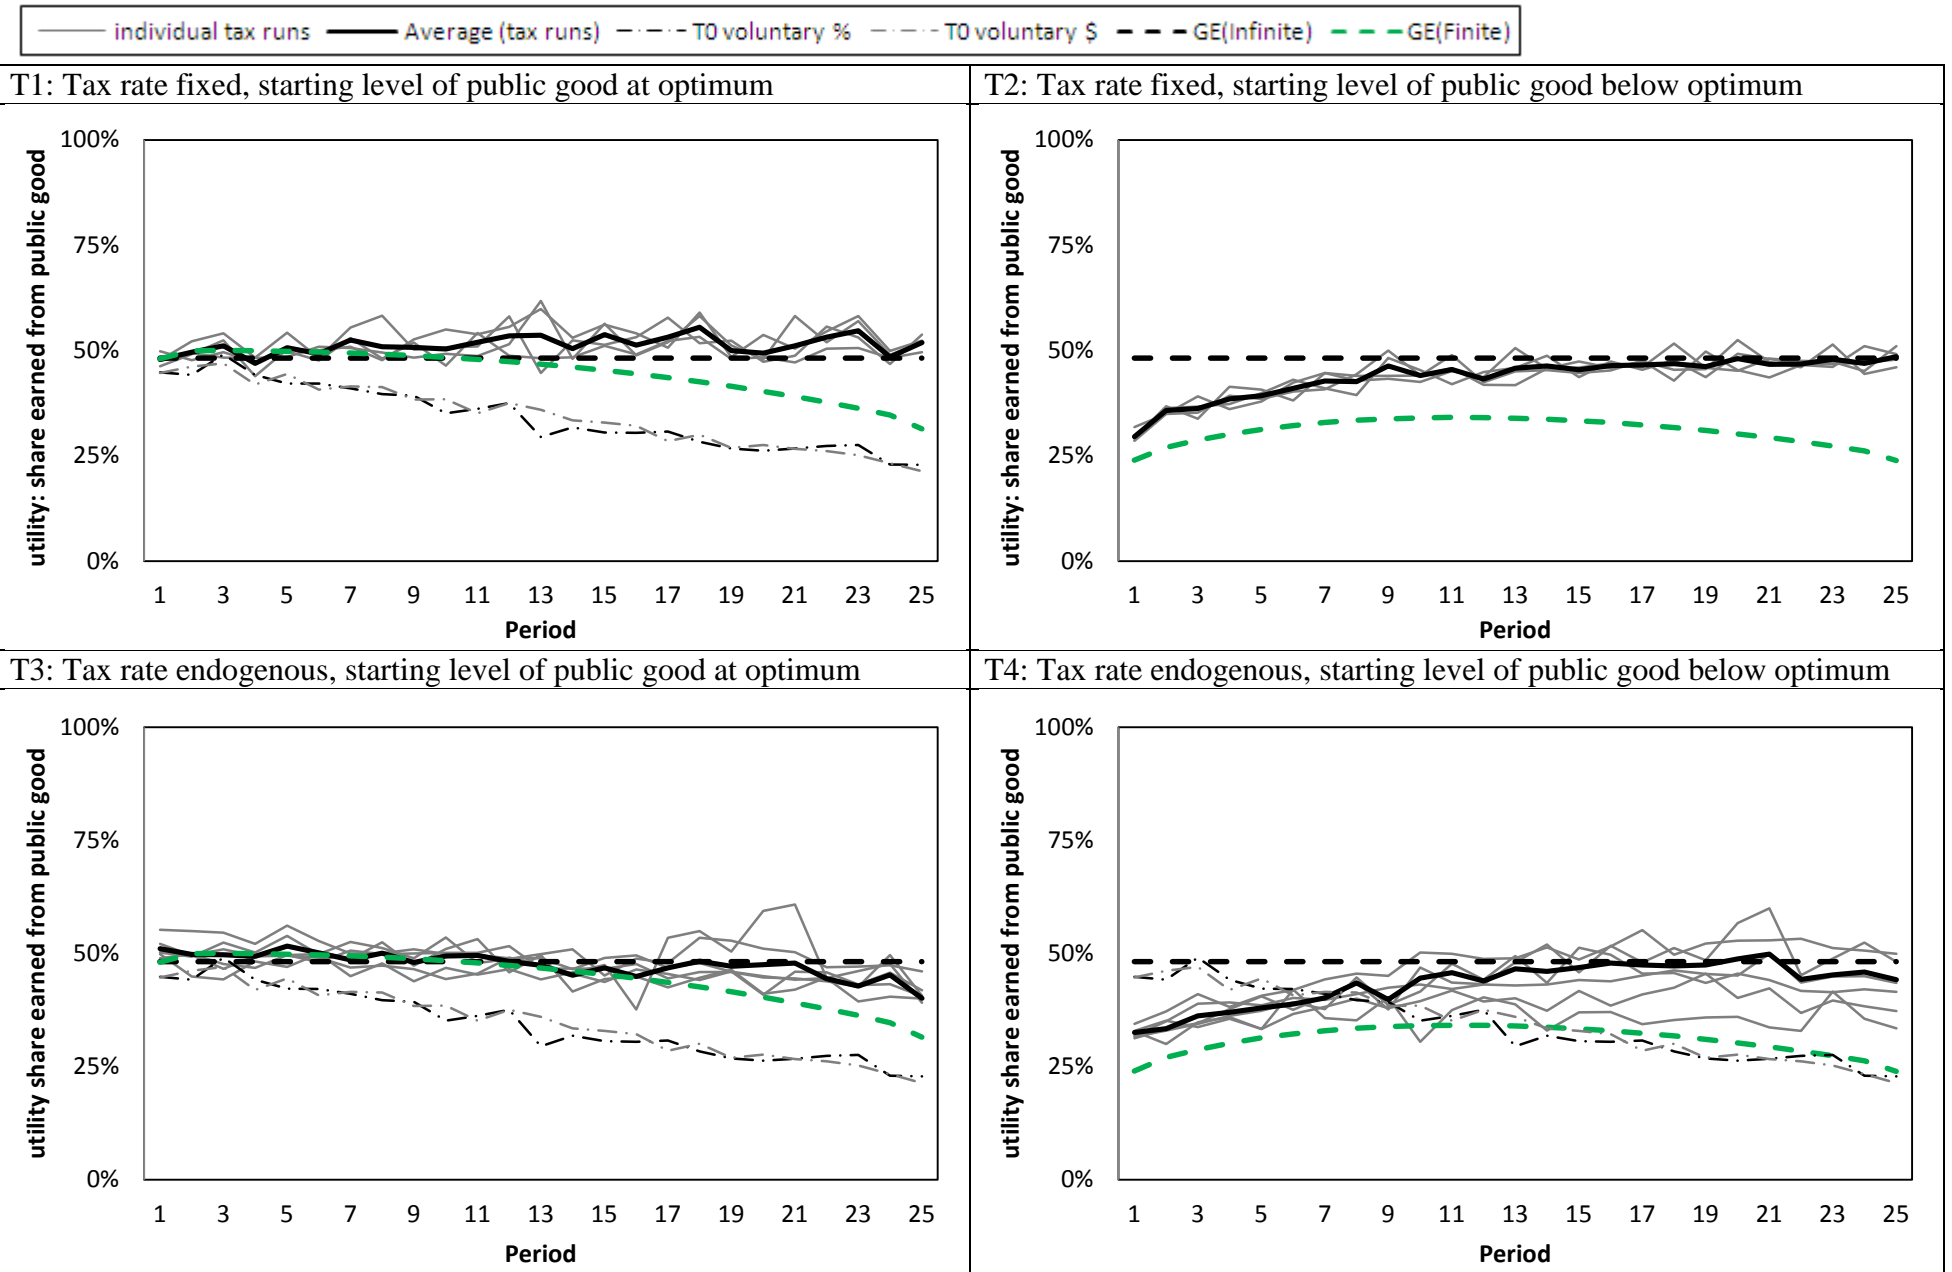 individual tax runs Average (tax runs) T0 voluntary % T0 voluntary $ GE(Infinite) GE(Finite)
T1: Tax rate fixed, starting level of public good at optimum
utility: share earned from public good
100%
75%
50%
25%
0%
1 3 5 7 9 11 13 15 17 19 21 23 25
Period
T2: Tax rate fixed, starting level of public good below optimum
utility: share earned from public good
100%
75%
50%
25%
0%
1 3 5 7 9 11 13 15 17 19 21 23 25
Period
T3: Tax rate endogenous, starting level of public good at optimum
utility share earned from public good
100%
75%
50%
25%
0%
1 3 5 7 9 11 13 15 17 19 21 23 25
Period
T4: Tax rate endogenous, starting level of public good below optimum
utility share earned from public good
100%
75%
50%
25%
0%
1 3 5 7 9 11 13 15 17 19 21 23 25
Period